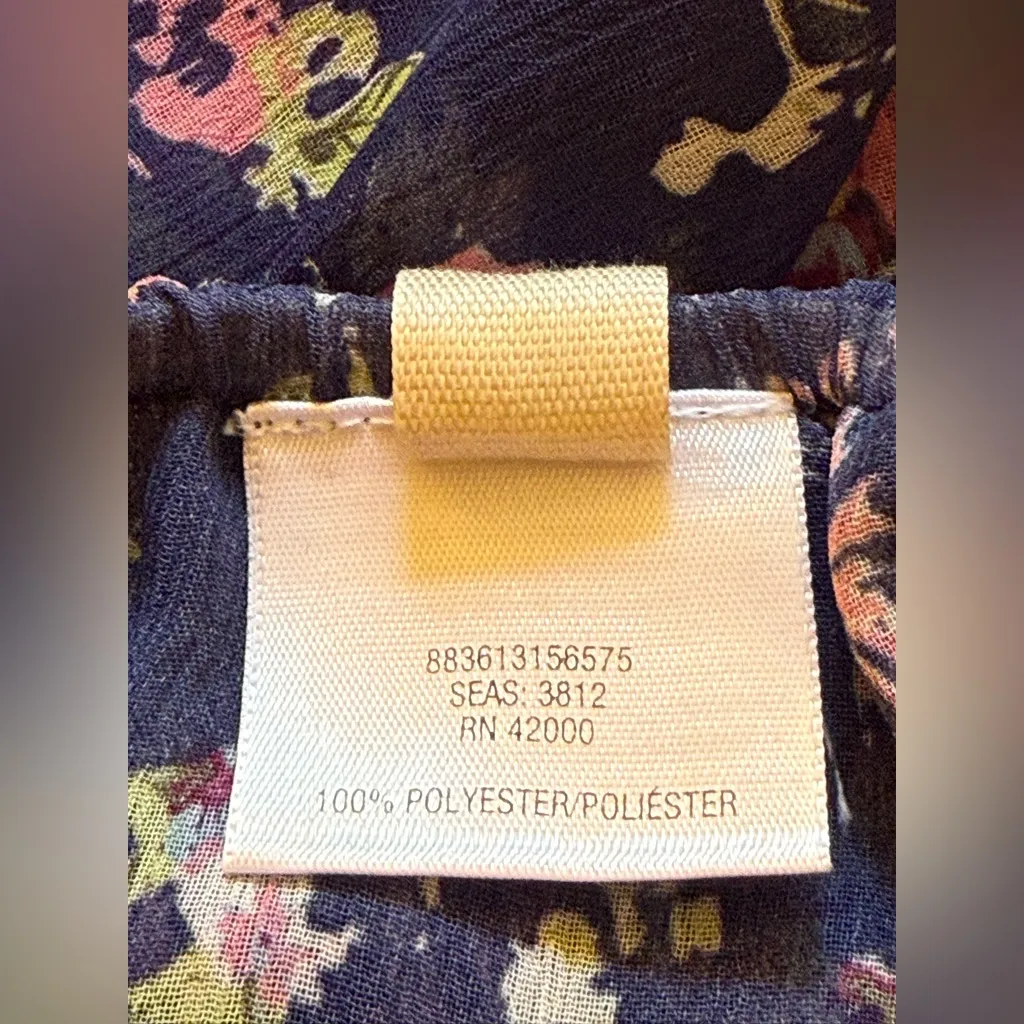 883613156575
SEAS: 3812
RN 42000
100% POLYESTER/POLIÉSTER